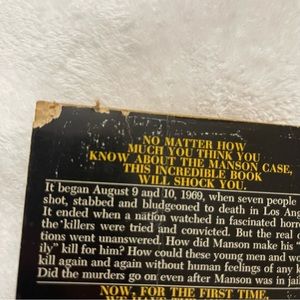 NO MATTER HOW
MUCH YOU THINK YOU
KNOW ABOUT THE MANSON CASE,
THIS INCREDIBLE BOOK
WILL SHOCK YOU.
It began August 9 and 10, 1969, when seven people
shot, stabbed and bludgeoned to death in Los
It ended when a nation watched in fascinated
the killers were tried and convicted. But the real
tions went unanswered. How did Manson make his
ily" kill for him? How could these young men and
kill again and again without human feelings of any
Did the murders go on even after Manson was in
NOW, FOR THE FIRST TIME,